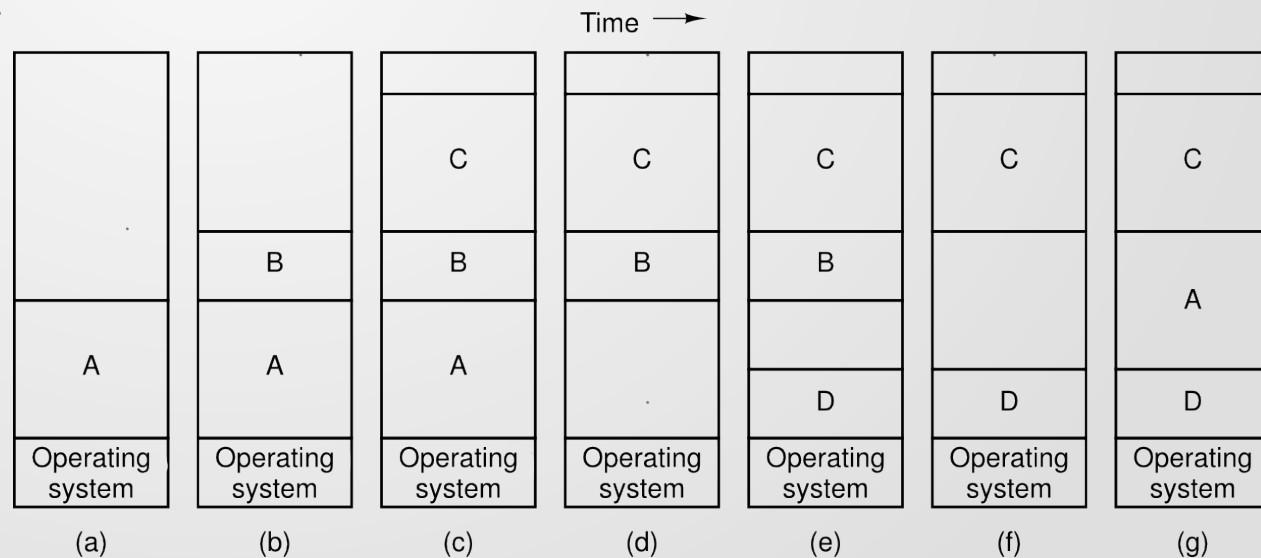 Time
C
C
C
C
C
B
B
B
B
A
A
A
A
D
D
D
Operating
system
Operating
system
Operating
system
Operating
system
Operating
system
Operating
system
Operating
system
(a)
(b)
(c)
(d)
(e)
(f)
(g)